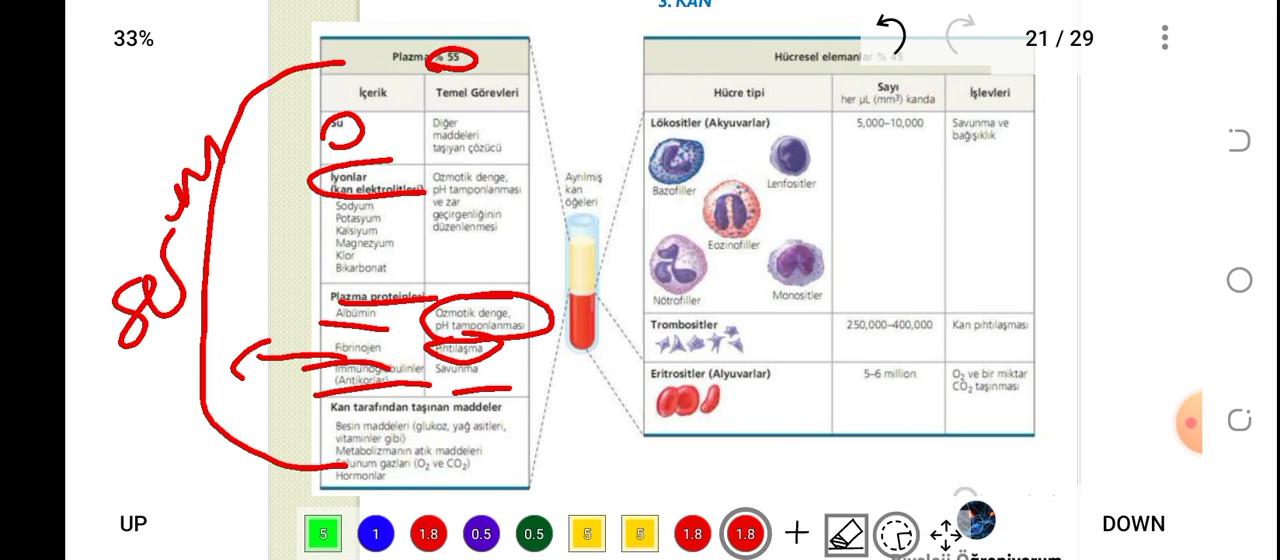 3. KAN
33%
21 / 29
Plazma % 55
İçerik
Temel Görevleri
Su
Diğer
maddeleri
taşıyan çözücü
İyonlar
(kan elektrolitleri)
Sodyum
Potasyum
Kalsiyum
Magnezyum
Klor
Bikarbonat
Ozmotik denge,
pH tamponlanması
ve zar
geçirgenliğinin
düzenlenmesi
Plazma proteinleri
Albümin
Ozmotik denge,
pH tamponlanması
Fibrinojen
Pıhtılaşma
İmmünoglobulinler
(Antikorlar)
Savunma
Kan tarafından taşınan maddeler
Besin maddeleri (glukoz, yağ asitleri,
vitaminler gibi)
Metabolizmanın atık maddeleri
Solunum gazları (O₂ ve CO₂)
Hormonlar
serum
Ayrılmış
kan
öğeleri
Hücresel elemanlar % 45
Hücre tipi
Sayı
her µL (mm³) kanda
İşlevleri
Lökositler (Akyuvarlar)
5,000–10,000
Savunma ve
bağışıklık
Bazofiller
Lenfositler
Eozinofiller
Nötrofiller
Monositler
Trombositler
250,000–400,000
Kan pıhtılaşması
Eritrositler (Alyuvarlar)
5–6 million
O₂ ve bir miktar
CO₂ taşınması
UP
5
1
1.8
0.5
0.5
5
5
1.8
1.8
DOWN